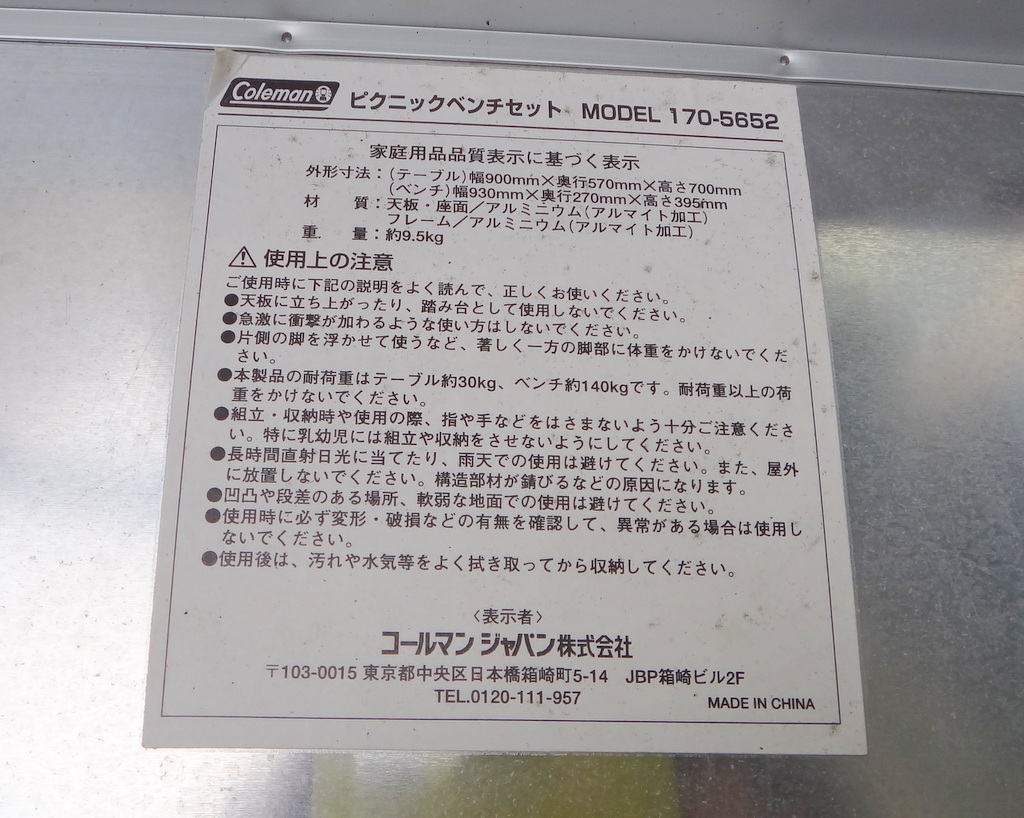 Coleman ピクニックベンチセット MODEL 170-5652
家庭用品品質表示に基づく表示
外形寸法：(テーブル)幅900mm×奥行570mm×高さ700mm
(ベンチ)幅930mm×奥行270mm×高さ395mm
材　質：天板・座面／アルミニウム(アルマイト加工)
フレーム／アルミニウム(アルマイト加工)
重　量：約9.5kg
⚠ 使用上の注意
ご使用時に下記の説明をよく読んで、正しくお使いください。
●天板に立ち上がったり、踏み台として使用しないでください。
●急激に衝撃が加わるような使い方はしないでください。
●片側の脚を浮かせて使うなど、著しく一方の脚部に体重をかけないでくだ
さい。
●本製品の耐荷重はテーブル約30kg、ベンチ約140kgです。耐荷重以上の荷
重をかけないでください。
●組立・収納時や使用の際、指や手などをはさまないよう十分ご注意くださ
い。特に乳幼児には組立や収納をさせないようにしてください。
●長時間直射日光に当てたり、雨天での使用は避けてください。また、屋外
に放置しないでください。構造部材が錆びるなどの原因になります。
●凹凸や段差のある場所、軟弱な地面での使用は避けてください。
●使用時に必ず変形・破損などの有無を確認して、異常がある場合は使用し
ないでください。
●使用後は、汚れや水気等をよく拭き取ってから収納してください。
〈表示者〉
コールマン ジャパン株式会社
〒103-0015 東京都中央区日本橋箱崎町5-14 JBP箱崎ビル2F
TEL.0120-111-957
MADE IN CHINA